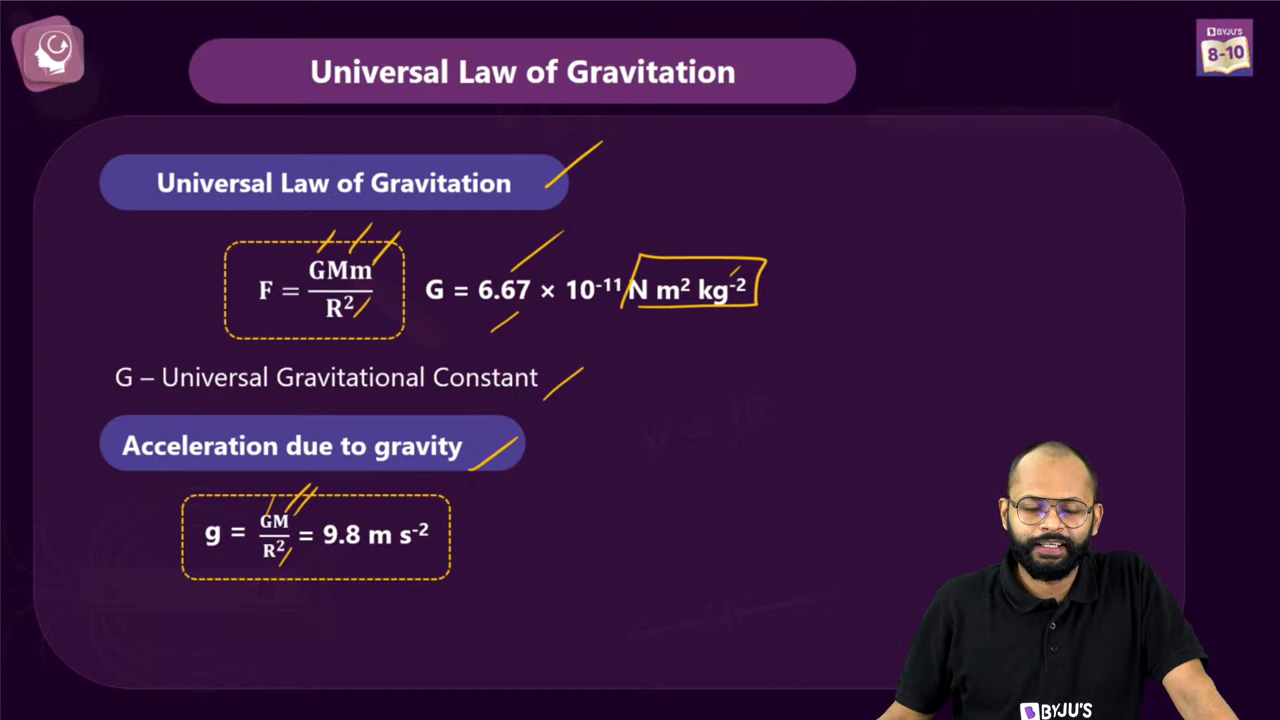 Universal Law of Gravitation
BYJU'S
8-10
Universal Law of Gravitation
F = GMm/R² G = 6.67 × 10⁻¹¹ N m² kg⁻²
G – Universal Gravitational Constant
Acceleration due to gravity
g = GM/R² = 9.8 m s⁻²
BYJU'S